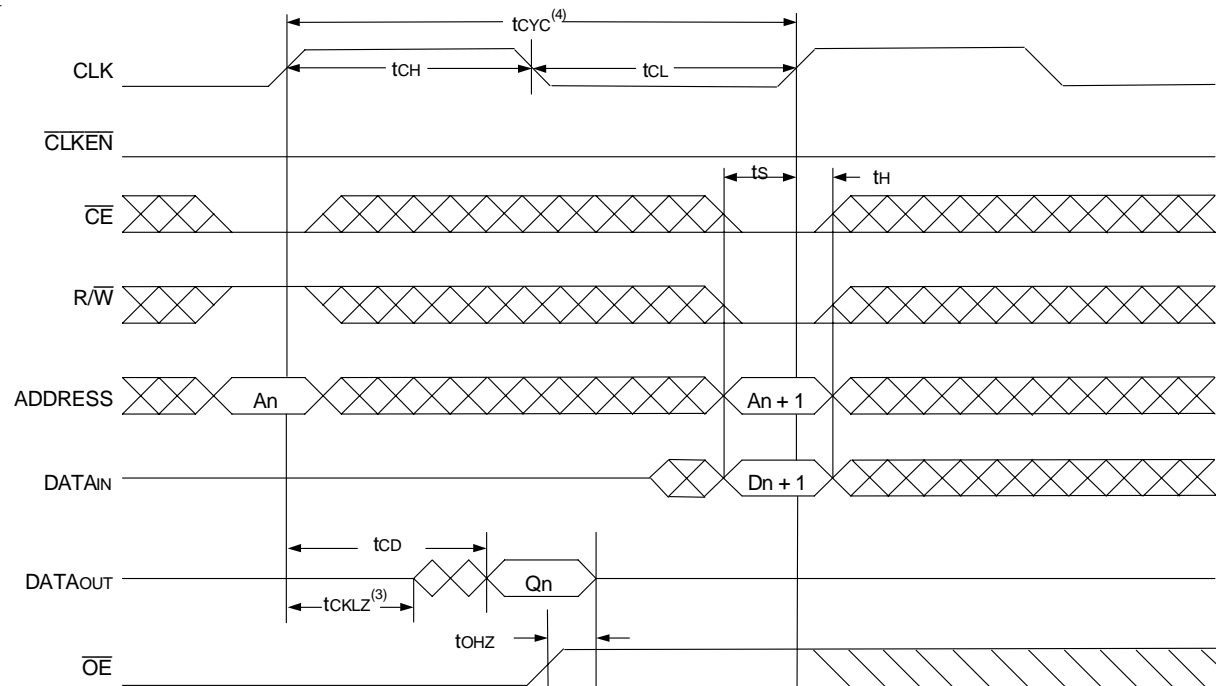 tCYC(4)
CLK
tCH
tCL
CLKEN
tS
tH
CE
R/W
ADDRESS
An
An + 1
DATAIN
Dn + 1
tCD
DATAOUT
Qn
tCKLZ(3)
tOHZ
OE